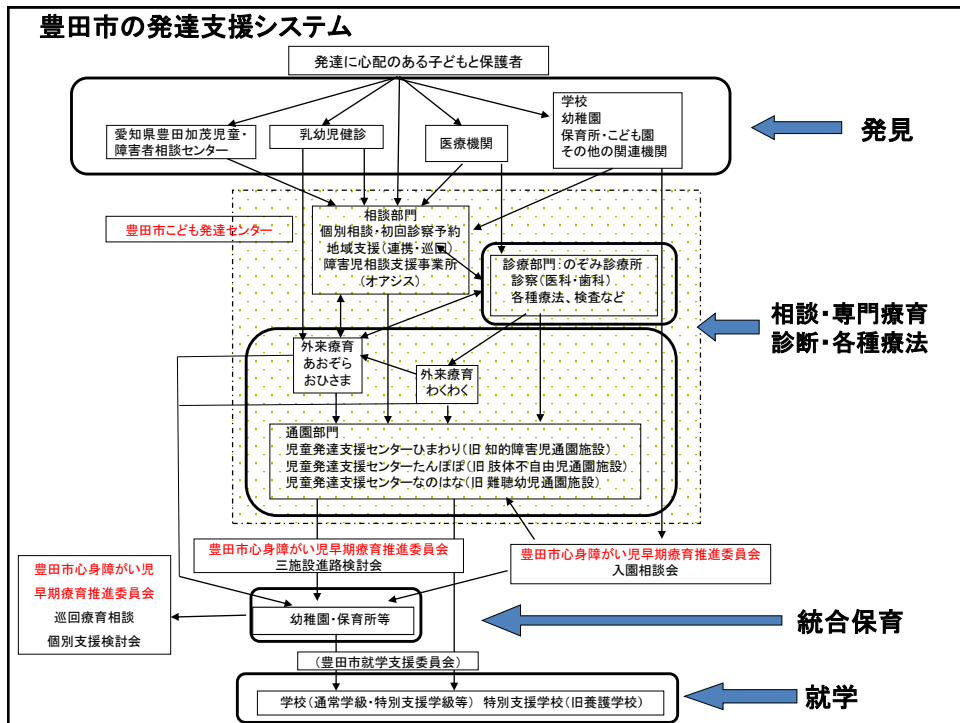 豊田市の発達支援システム
発達に心配のある子どもと保護者
愛知県豊田加茂児童・
障害者相談センター
乳幼児健診
医療機関
学校
幼稚園
保育所・こども園
その他の関連機関
発見
豊田市こども発達センター
相談部門
個別相談・初回診察予約
地域支援（連携・巡回）
障害児相談支援事業所
（オアシス）
診療部門：のぞみ診療所
診察（医科・歯科）
各種療法、検査など
相談・専門療育
診断・各種療法
外来療育
あおぞら
おひさま
外来療育
わくわく
通園部門
児童発達支援センターひまわり（旧 知的障害児通園施設）
児童発達支援センターたんぽぽ（旧 肢体不自由児通園施設）
児童発達支援センターなのはな（旧 難聴幼児通園施設）
豊田市心身障がい児早期療育推進委員会
三施設進路検討会
豊田市心身障がい児早期療育推進委員会
入園相談会
豊田市心身障がい児
早期療育推進委員会
巡回療育相談
個別支援検討会
幼稚園・保育所等
統合保育
（豊田市就学支援委員会）
学校（通常学級・特別支援学級等） 特別支援学校（旧養護学校）
就学